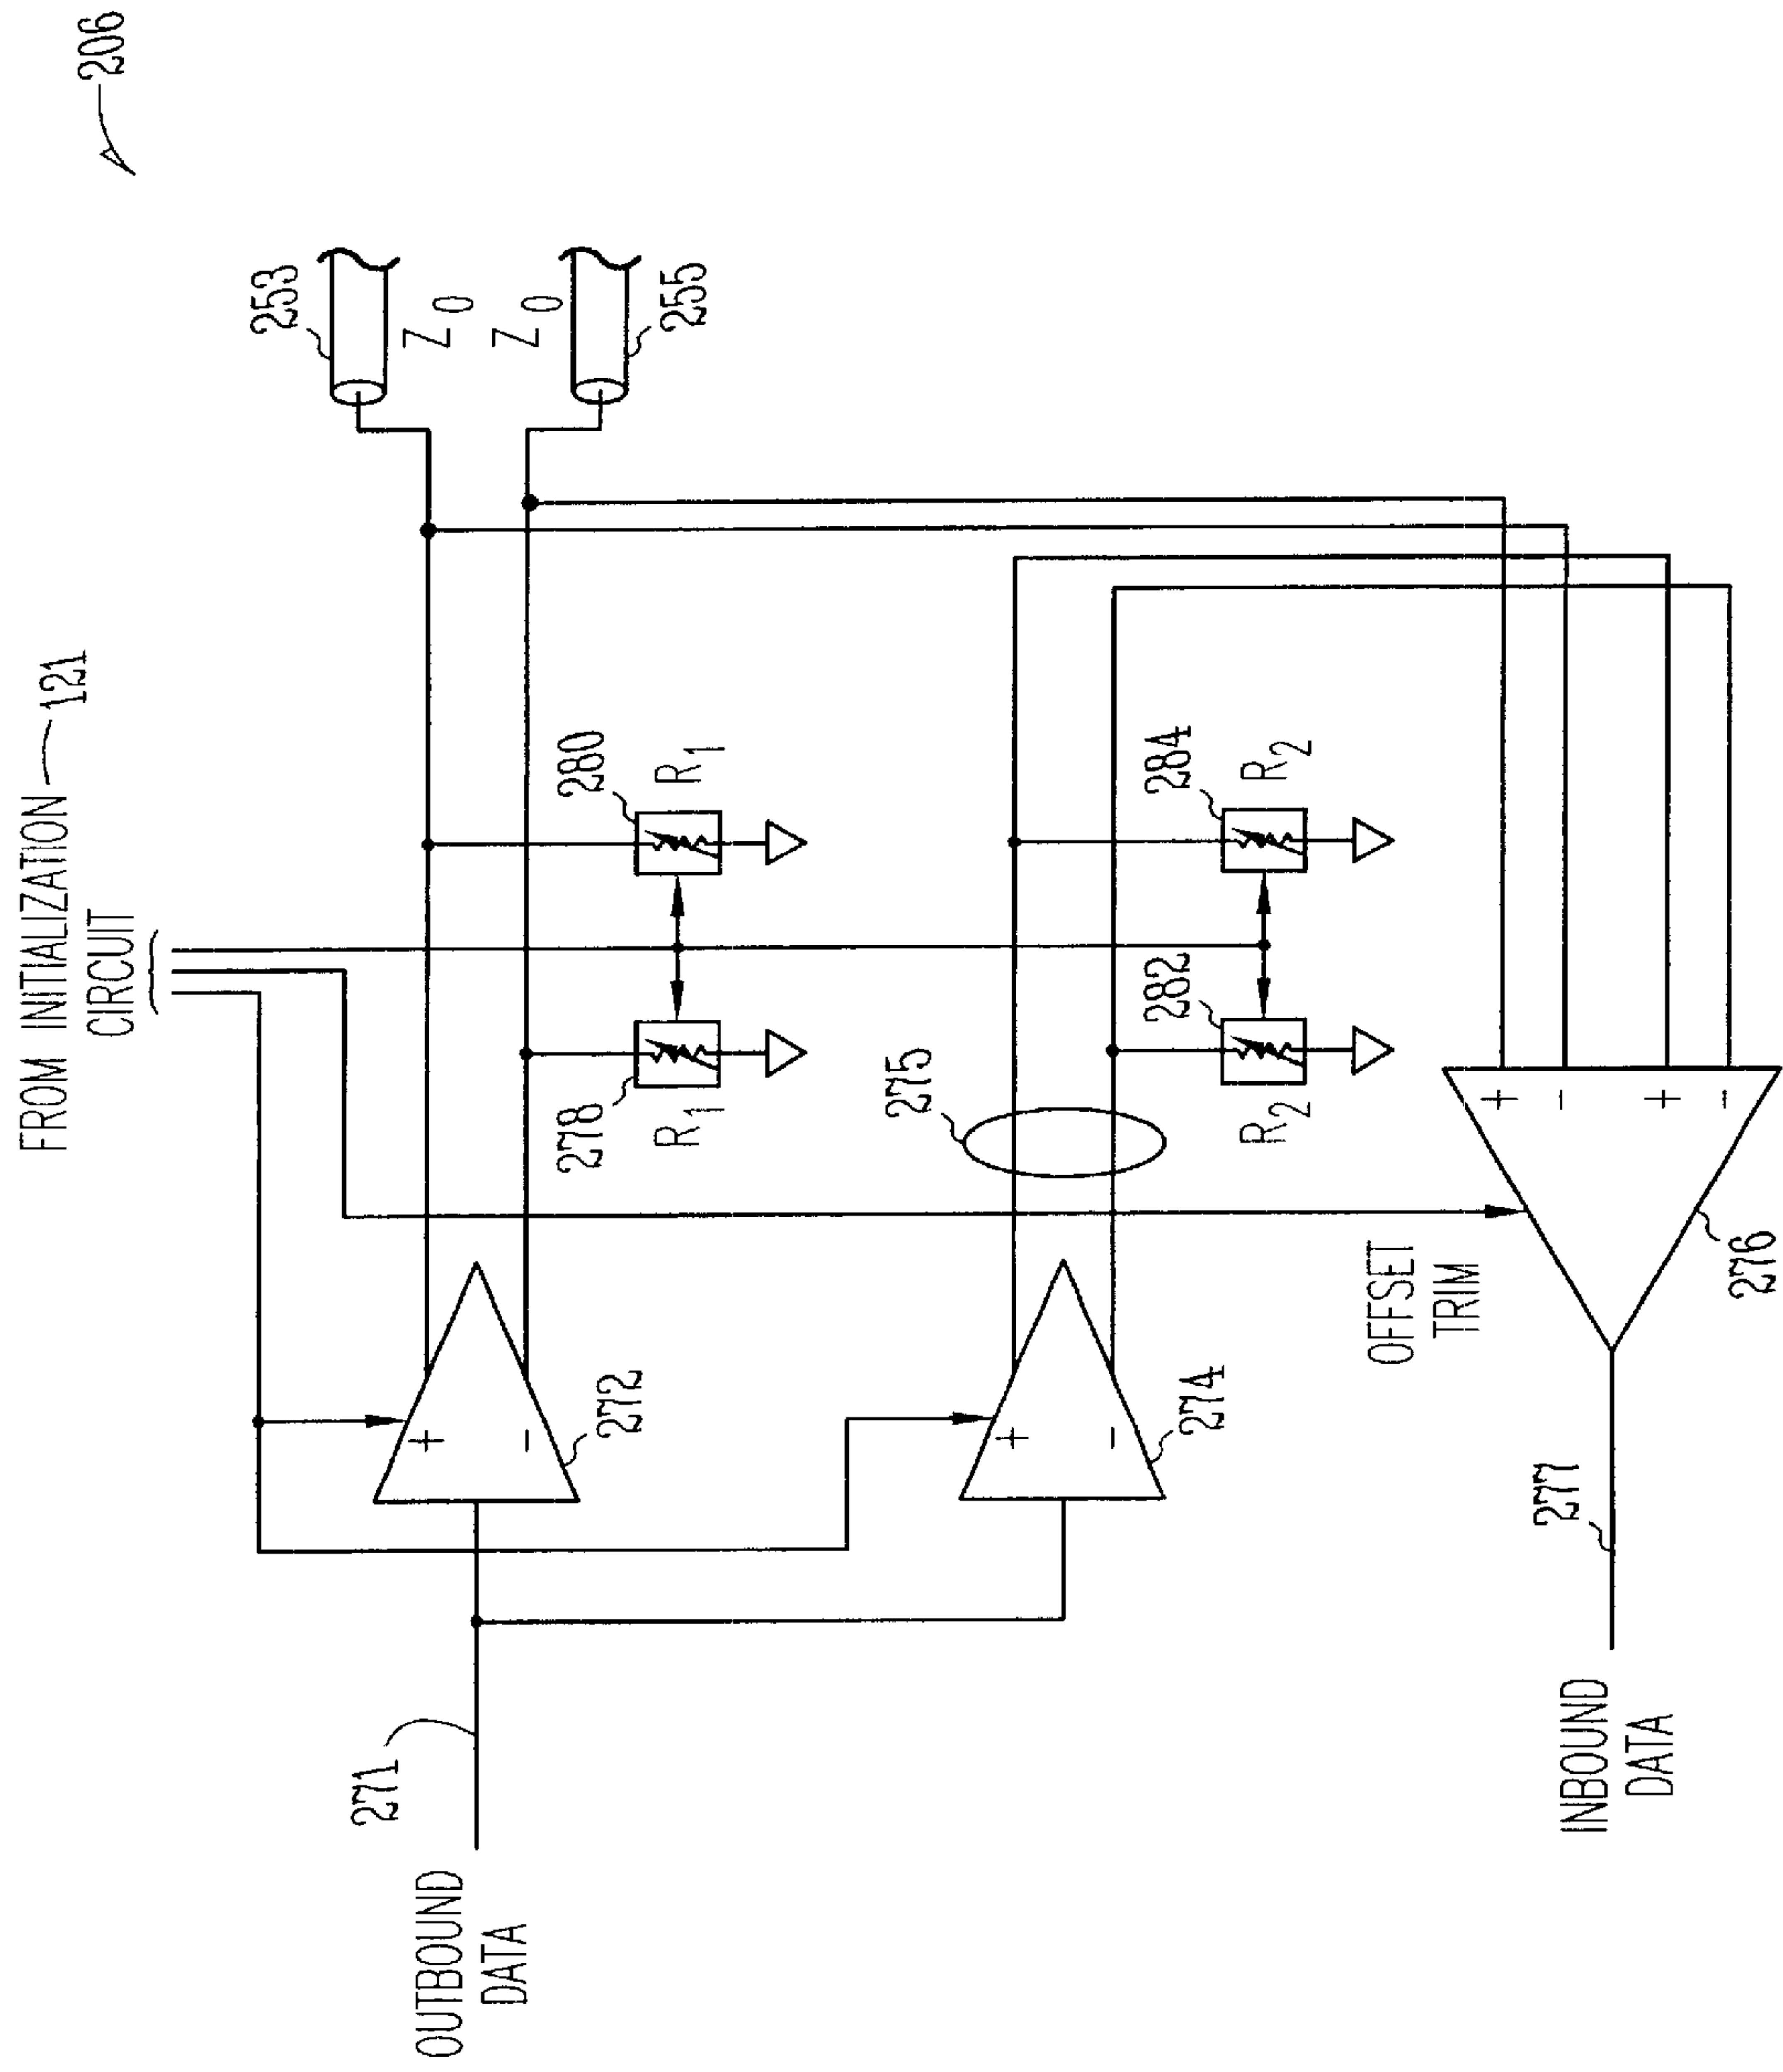 206
FROM INITIALIZATION 121
CIRCUIT
253
Z0
Z0
255
280
R1
278
R1
272
275
284
R2
282
R2
274
271
OUTBOUND
DATA
OFFSET
TRIM
+
-
+
-
+
-
+
-
276
277
INBOUND
DATA